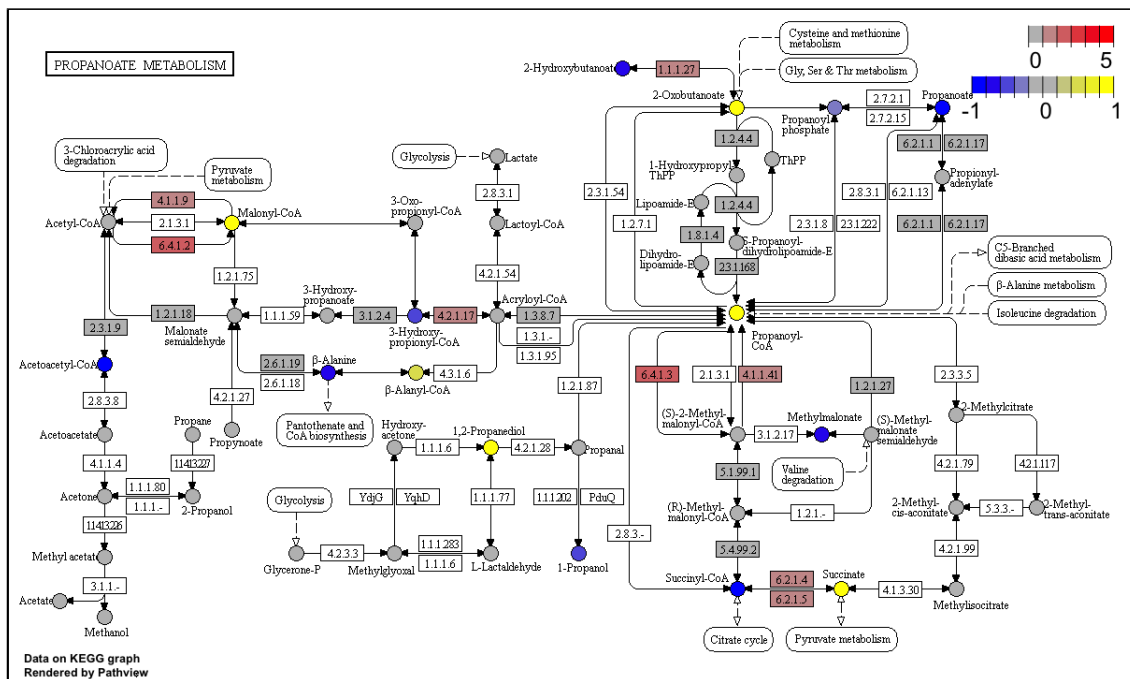 PROPANOATE METABOLISM
0
5
-1
0
1
Cysteine and methionine
metabolism
Gly, Ser & Thr metabolism
2-Hydroxybutanoate
1.1.1.27
2-Oxobutanoate
Propanoyl
phosphate
2.7.2.1
2.7.2.15
Propanoate
3-Chloroacrylic acid
degradation
Pyruvate
metabolism
Glycolysis
Lactate
2.8.3.1
Lactoyl-CoA
4.2.1.54
Acryloyl-CoA
4.1.1.9
2.1.3.1
6.4.1.2
Acetyl-CoA
Malonyl-CoA
3-Oxo-
propionyl-CoA
1.2.1.75
1.2.1.18
Malonate
semialdehyde
1.1.1.59
3-Hydroxy-
propanoate
3.1.2.4
3-Hydroxy-
propionyl-CoA
4.2.1.17
1.3.8.7
1.3.1.-
1.3.1.95
1.2.4.4
1-Hydroxypropyl-
ThPP
ThPP
1.2.4.4
Lipoamide-E
1.8.1.4
Dihydro-
lipoamide-E
S-Propanoyl-
dihydrolipoamide-E
2.3.1.168
2.3.1.54
1.2.7.1
2.3.1.8
2.3.1.222
2.8.3.1
6.2.1.13
6.2.1.1
6.2.1.17
Propionyl-
adenylate
6.2.1.1
6.2.1.17
C5-Branched
dibasic acid metabolism
β-Alanine metabolism
Isoleucine degradation
Propanoyl-
CoA
2.3.1.9
Acetoacetyl-CoA
2.8.3.8
Acetoacetate
4.1.1.4
Acetone
1.1.1.80
1.1.1.-
2-Propanol
Propane
1.14.13.227
1.14.13.226
Methyl acetate
3.1.1.-
Acetate
Methanol
2.6.1.19
2.6.1.18
4.2.1.27
Propynoate
β-Alanine
β-Alanyl-CoA
4.3.1.6
Pantothenate and
CoA biosynthesis
Hydroxy-
acetone
1.1.1.6
1,2-Propanediol
4.2.1.28
Propanal
1.2.1.87
Glycolysis
Glycerone-P
4.2.3.3
YdjG
YqhD
Methylglyoxal
1.1.1.283
1.1.1.6
1.1.1.77
L-Lactaldehyde
1.1.1.202
PduQ
1-Propanol
6.4.1.3
2.1.3.1
4.1.1.41
1.2.1.27
2.3.3.5
(S)-2-Methyl-
malonyl-CoA
3.1.2.17
Methylmalonate
(S)-Methyl-
malonate
semialdehyde
Valine
degradation
5.1.99.1
(R)-Methyl-
malonyl-CoA
1.2.1.-
5.4.99.2
2.8.3.-
Succinyl-CoA
6.2.1.4
6.2.1.5
Succinate
4.1.3.30
Methylisocitrate
Citrate cycle
Pyruvate metabolism
2-Methylcitrate
4.2.1.79
4.2.1.117
2-Methyl-
cis-aconitate
5.3.3.-
2-Methyl-
trans-aconitate
4.2.1.99
Data on KEGG graph
Rendered by Pathview